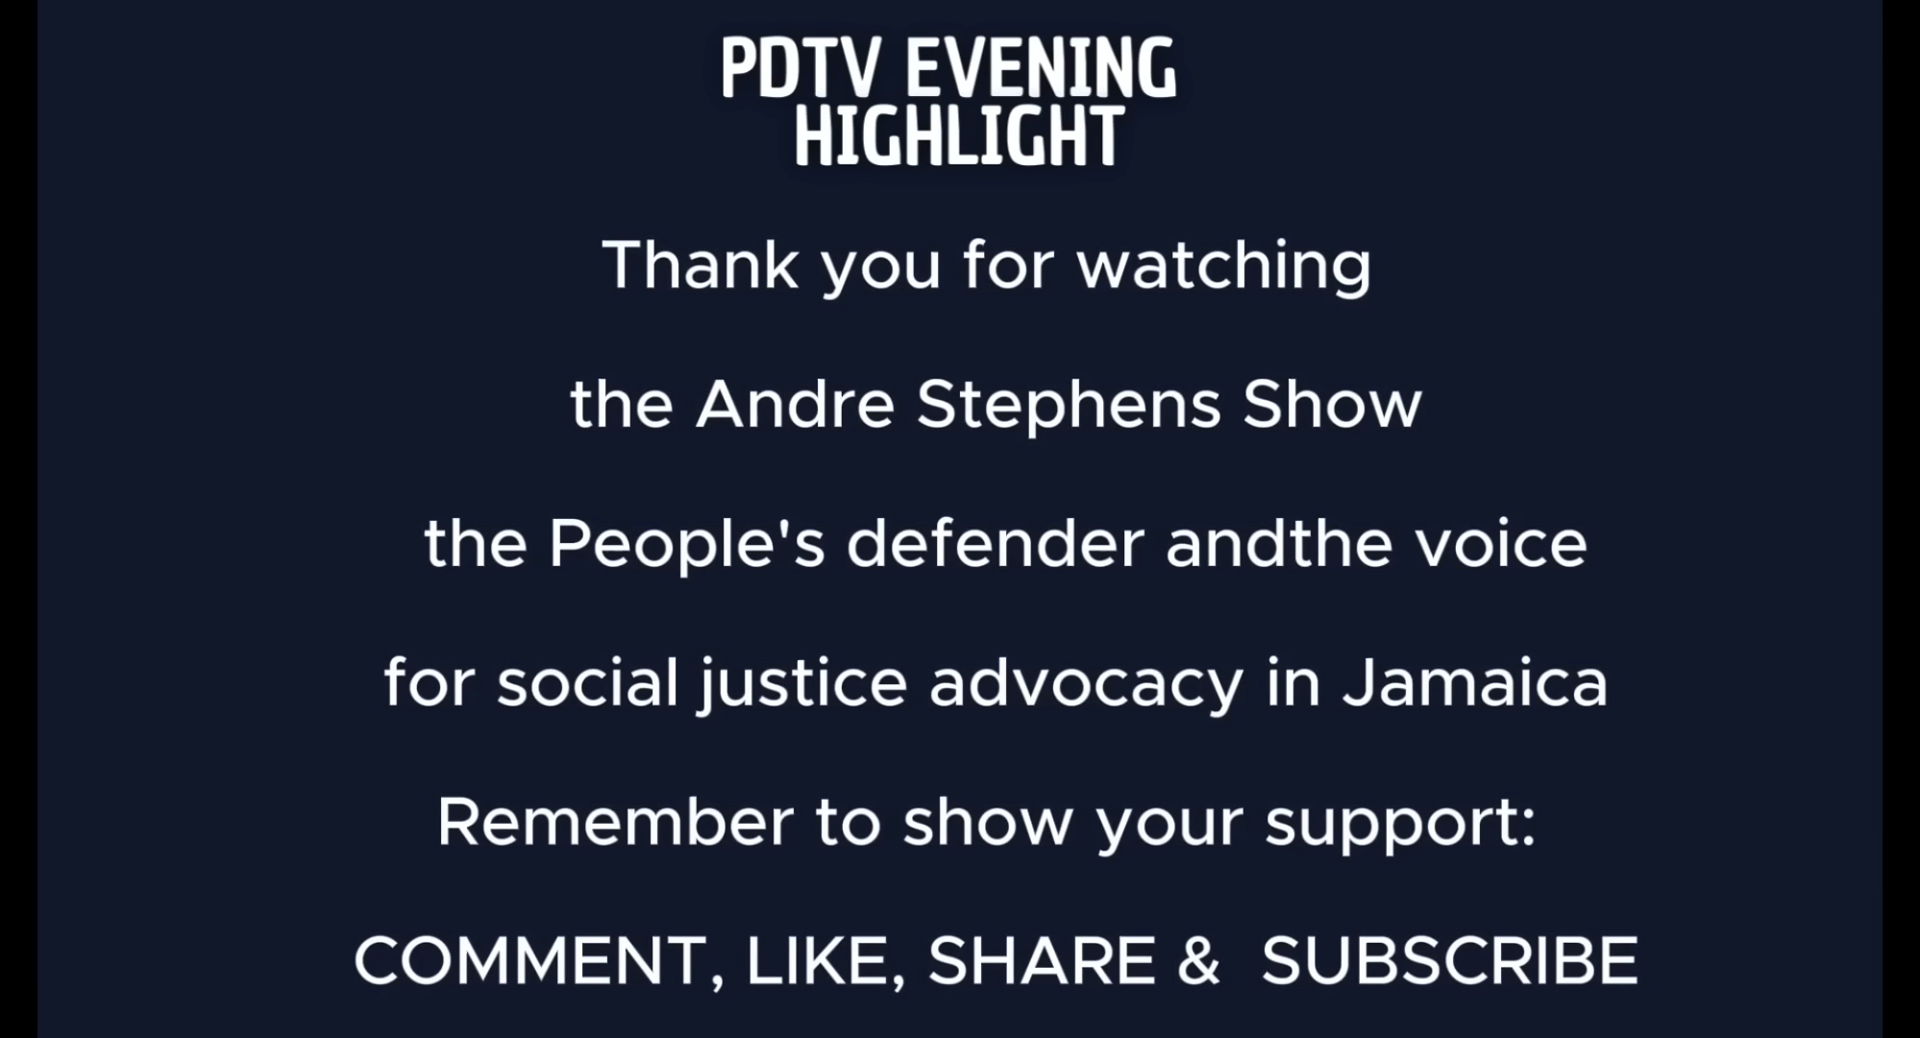 PDTV EVENING
HIGHLIGHT
Thank you for watching
the Andre Stephens Show
the People's defender andthe voice
for social justice advocacy in Jamaica
Remember to show your support:
COMMENT, LIKE, SHARE &  SUBSCRIBE